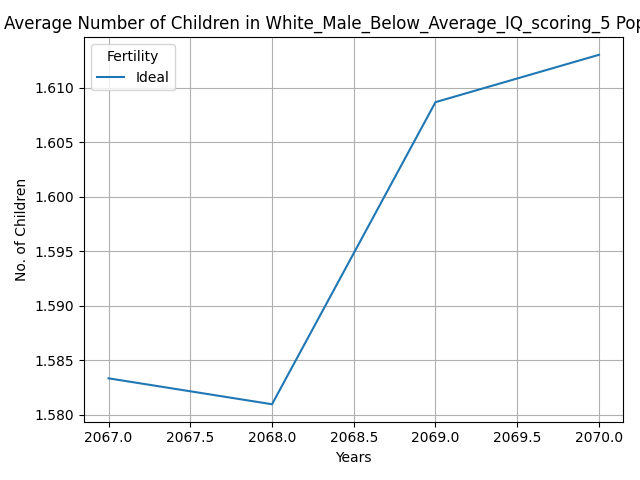 Average Number of Children in White_Male_Below_Average_IQ_scoring_5 Pop
Fertility
Ideal
1.610
1.605
1.600
1.595
1.590
1.585
1.580
No. of Children
2067.0 2067.5 2068.0 2068.5 2069.0 2069.5 2070.0
Years